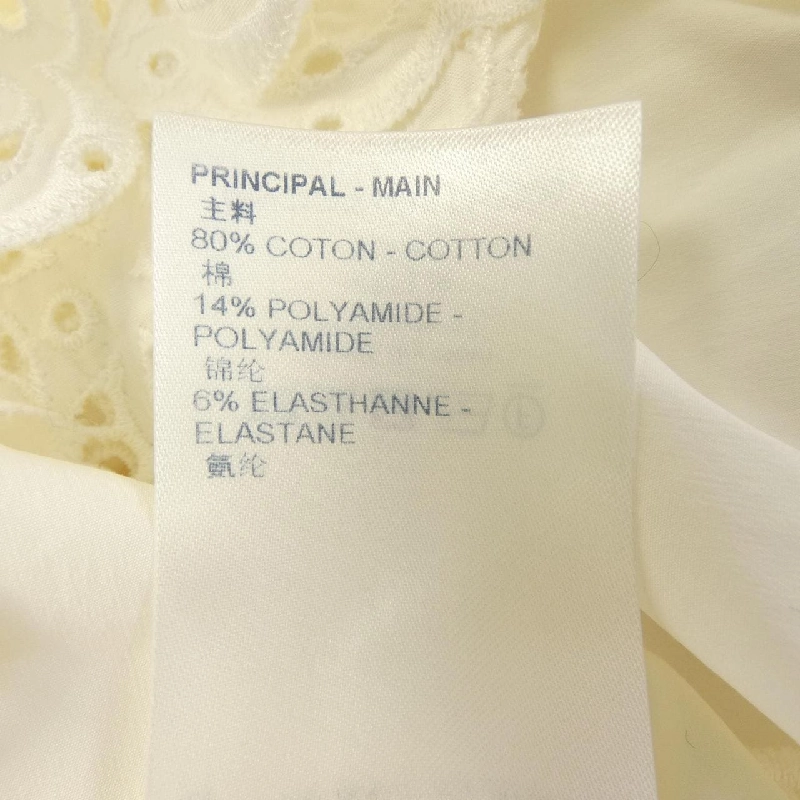 PRINCIPAL - MAIN
主料
80% COTON - COTTON
棉
14% POLYAMIDE -
POLYAMIDE
锦纶
6% ELASTHANNE -
ELASTANE
氨纶